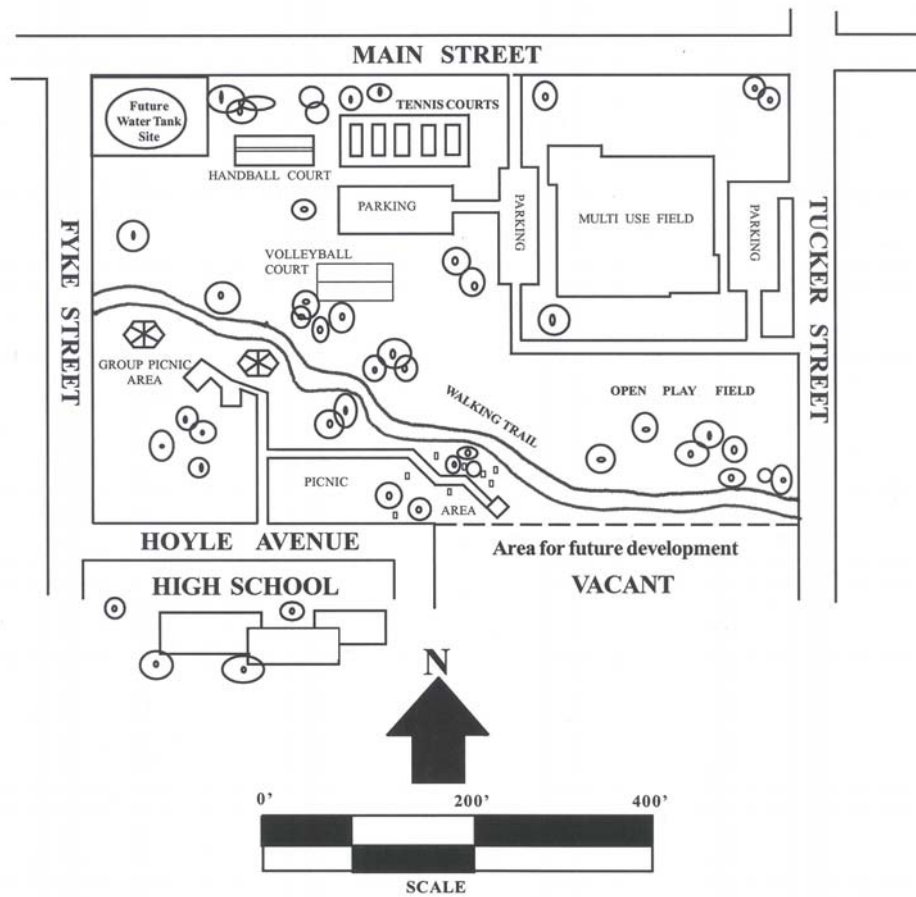 MAIN STREET
Future
Water Tank
Site
TENNIS COURTS
HANDBALL COURT
PARKING
PARKING
MULTI USE FIELD
PARKING
FYKE STREET
TUCKER STREET
VOLLEYBALL
COURT
GROUP PICNIC
AREA
WALKING TRAIL
OPEN PLAY FIELD
PICNIC
AREA
HOYLE AVENUE
Area for future development
HIGH SCHOOL
VACANT
N
0’ 200’ 400’
SCALE